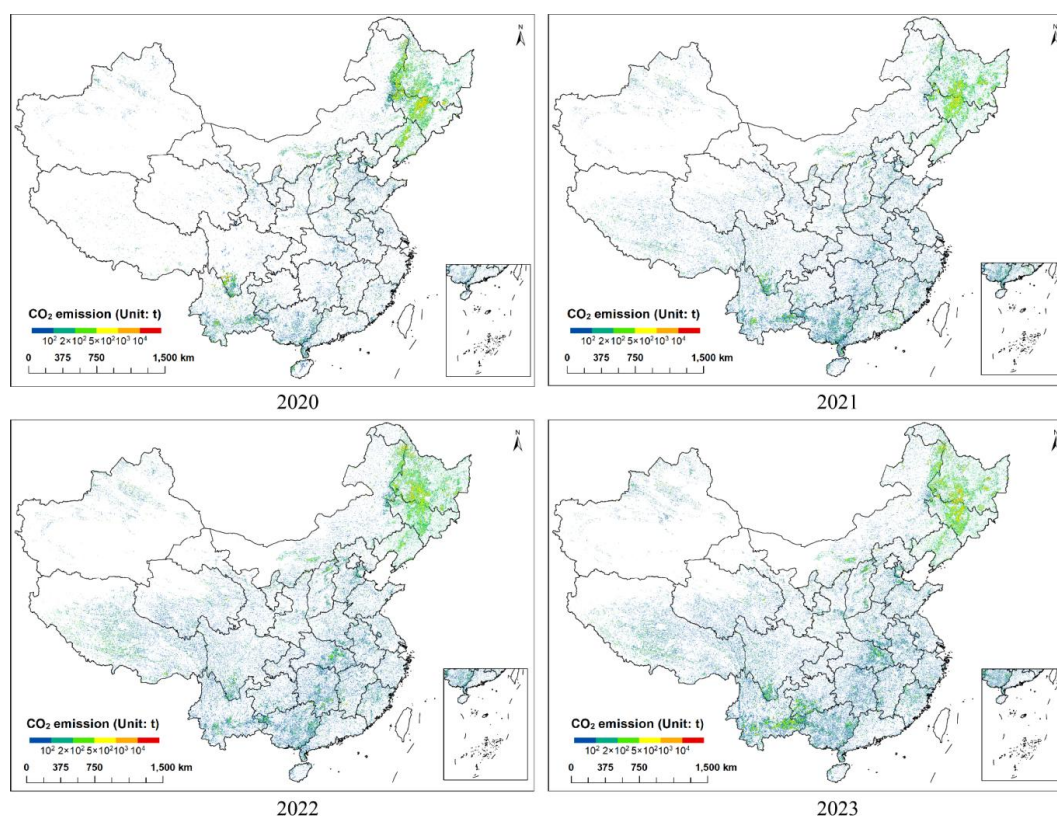 N
CO₂ emission (Unit: t)
10² 2×10² 5×10² 10³ 10⁴
0 375 750 1,500 km
2020
N
CO₂ emission (Unit: t)
10² 2×10² 5×10² 10³ 10⁴
0 375 750 1,500 km
2021
N
CO₂ emission (Unit: t)
10² 2×10² 5×10² 10³ 10⁴
0 375 750 1,500 km
2022
N
CO₂ emission (Unit: t)
10² 2×10² 5×10² 10³ 10⁴
0 375 750 1,500 km
2023